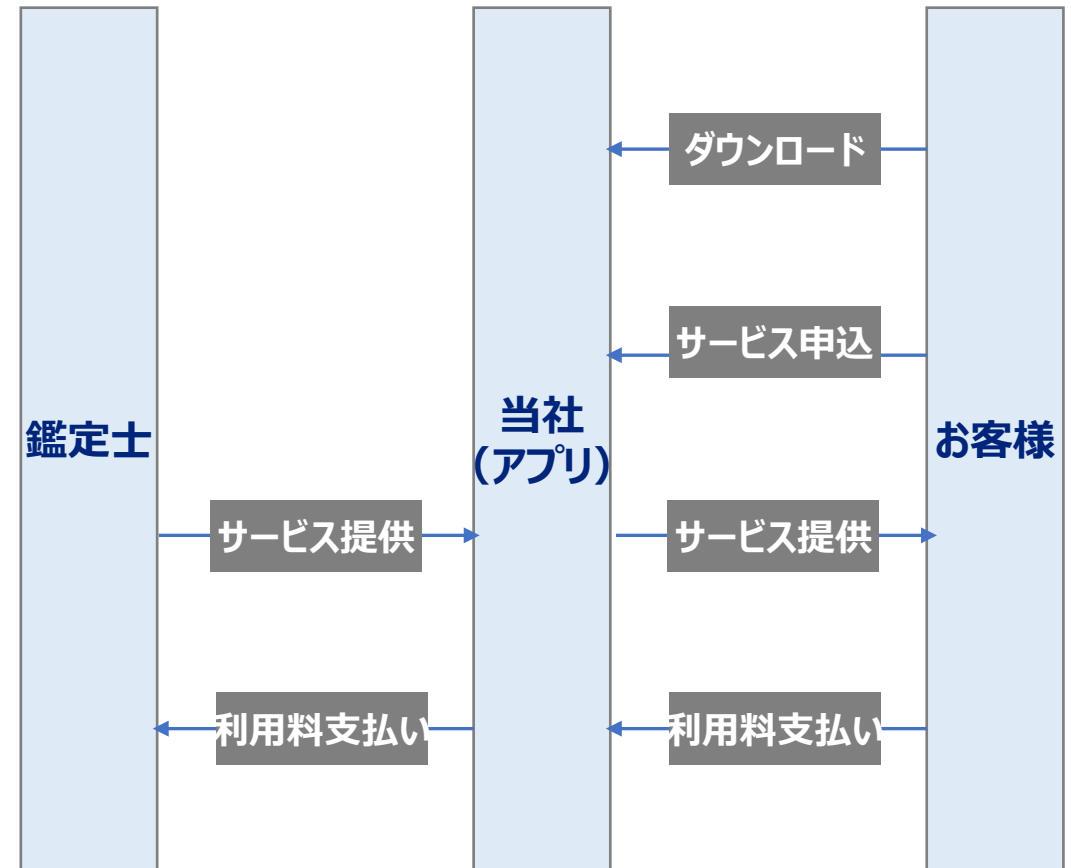 ダウンロード
サービス申込
鑑定士
当社
（アプリ）
お客様
サービス提供
サービス提供
利用料支払い
利用料支払い